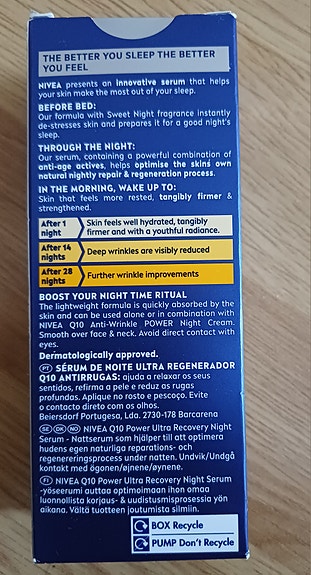 THE BETTER YOU SLEEP THE BETTER
YOU FEEL
NIVEA presents an innovative serum that helps
your skin make the most out of your sleep.
BEFORE BED:
Our formula with Sweet Night fragrance instantly
de-stresses skin and prepares it for a good night's
sleep.
THROUGH THE NIGHT:
Our serum, containing a powerful combination of
anti-age actives, helps optimise the skins own
natural nightly repair & regeneration process.
IN THE MORNING, WAKE UP TO:
Skin that feels more rested, tangibly firmer &
strengthened.
After 1
night
Skin feels well hydrated, tangibly
firmer and with a youthful radiance.
After 14
nights
Deep wrinkles are visibly reduced
After 28
nights
Further wrinkle improvements
BOOST YOUR NIGHT TIME RITUAL
The lightweight formula is quickly absorbed by the
skin and can be used alone or in combination with
NIVEA Q10 Anti-Wrinkle POWER Night Cream.
Smooth over face & neck. Avoid direct contact with
eyes.
Dermatologically approved.
PT SÉRUM DE NOITE ULTRA REGENERADOR
Q10 ANTIRRUGAS: ajuda a relaxar os seus
sentidos, refirma a pele e reduz as rugas
profundas. Aplique no rosto e pescoço. Evite
o contacto direto com os olhos.
Beiersdorf Portugesa, Lda. 2730-178 Barcarena
SE DK NO NIVEA Q10 Power Ultra Recovery Night
Serum - Nattserum som hjälper till att optimera
hudens egen naturliga reparations- och
regenereringsprocess under natten. Undvik/Undgå
kontakt med ögonen/øjnene/øynene.
FI NIVEA Q10 Power Ultra Recovery Night Serum
-yöseerumi auttaa optimoimaan ihon omaa
luonnollista korjaus- & uudistusmisprosessia yön
aikana. Vältä tuotteen joutumista silmiin.
BOX Recycle
PUMP Don't Recycle